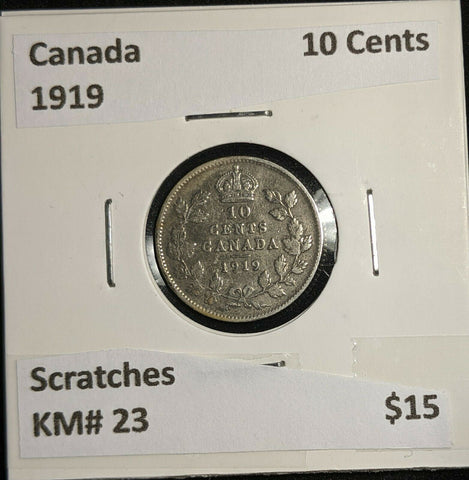 Canada 10 Cents
1919
10
CENTS
CANADA
1919
Scratches
KM# 23 $15